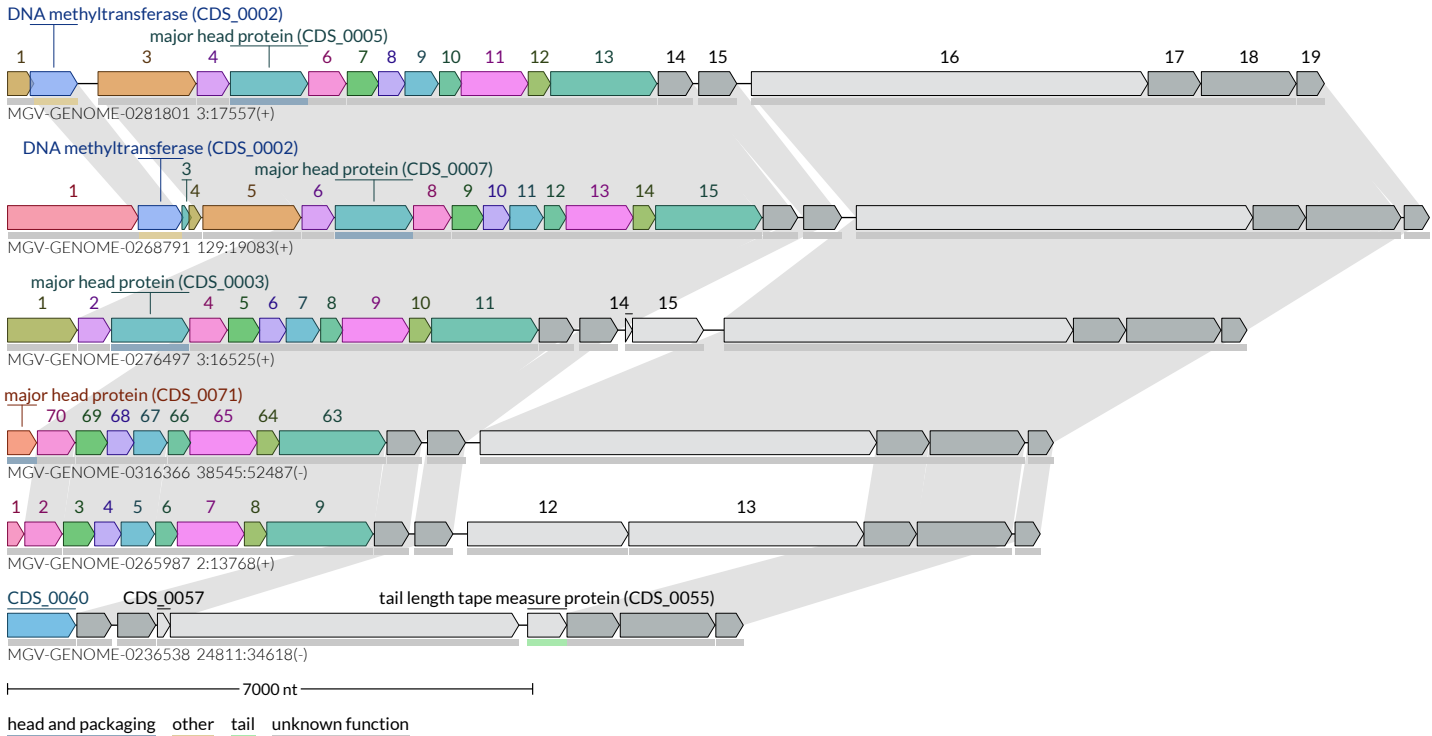 DNA methyltransferase (CDS_0002)
major head protein (CDS_0005)
1 3 4 6 7 8 9 10 11 12 13 14 15 16 17 18 19
MGV-GENOME-0281801 3:17557(+)
DNA methyltransferase (CDS_0002)
3 major head protein (CDS_0007)
1 4 5 6 8 9 10 11 12 13 14 15
MGV-GENOME-0268791 129:19083(+)
major head protein (CDS_0003)
1 2 4 5 6 7 8 9 10 11 14 15
MGV-GENOME-0276497 3:16525(+)
major head protein (CDS_0071)
70 69 68 67 66 65 64 63
MGV-GENOME-0316366 38545:52487(-)
1 2 3 4 5 6 7 8 9 12 13
MGV-GENOME-0265987 2:13768(+)
CDS_0060 CDS_0057 tail length tape measure protein (CDS_0055)
MGV-GENOME-0236538 24811:34618(-)
7000 nt
head and packaging other tail unknown function